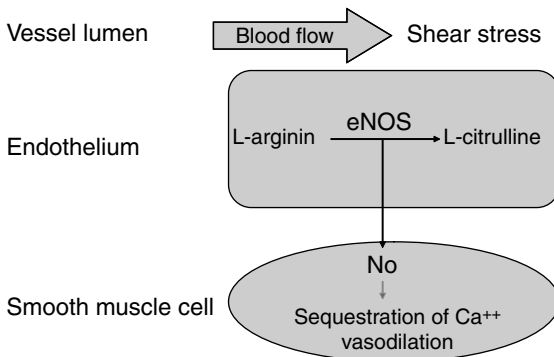 Vessel lumen
Blood flow
Shear stress
Endothelium
L-arginin
eNOS
L-citrulline
Smooth muscle cell
No
Sequestration of Ca++
vasodilation